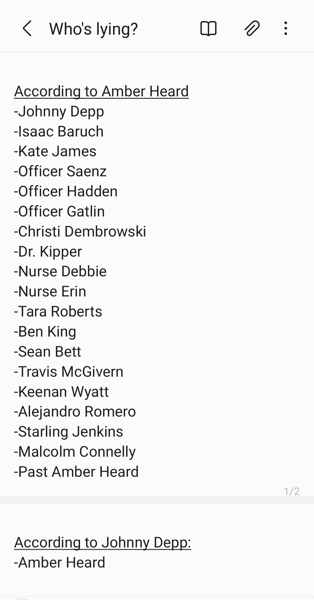 Who's lying?
According to Amber Heard
-Johnny Depp
-Isaac Baruch
-Kate James
-Officer Saenz
-Officer Hadden
-Officer Gatlin
-Christi Dembrowski
-Dr. Kipper
-Nurse Debbie
-Nurse Erin
-Tara Roberts
-Ben King
-Sean Bett
-Travis McGivern
-Keenan Wyatt
-Alejandro Romero
-Starling Jenkins
-Malcolm Connelly
-Past Amber Heard
1/2
According to Johnny Depp:
-Amber Heard